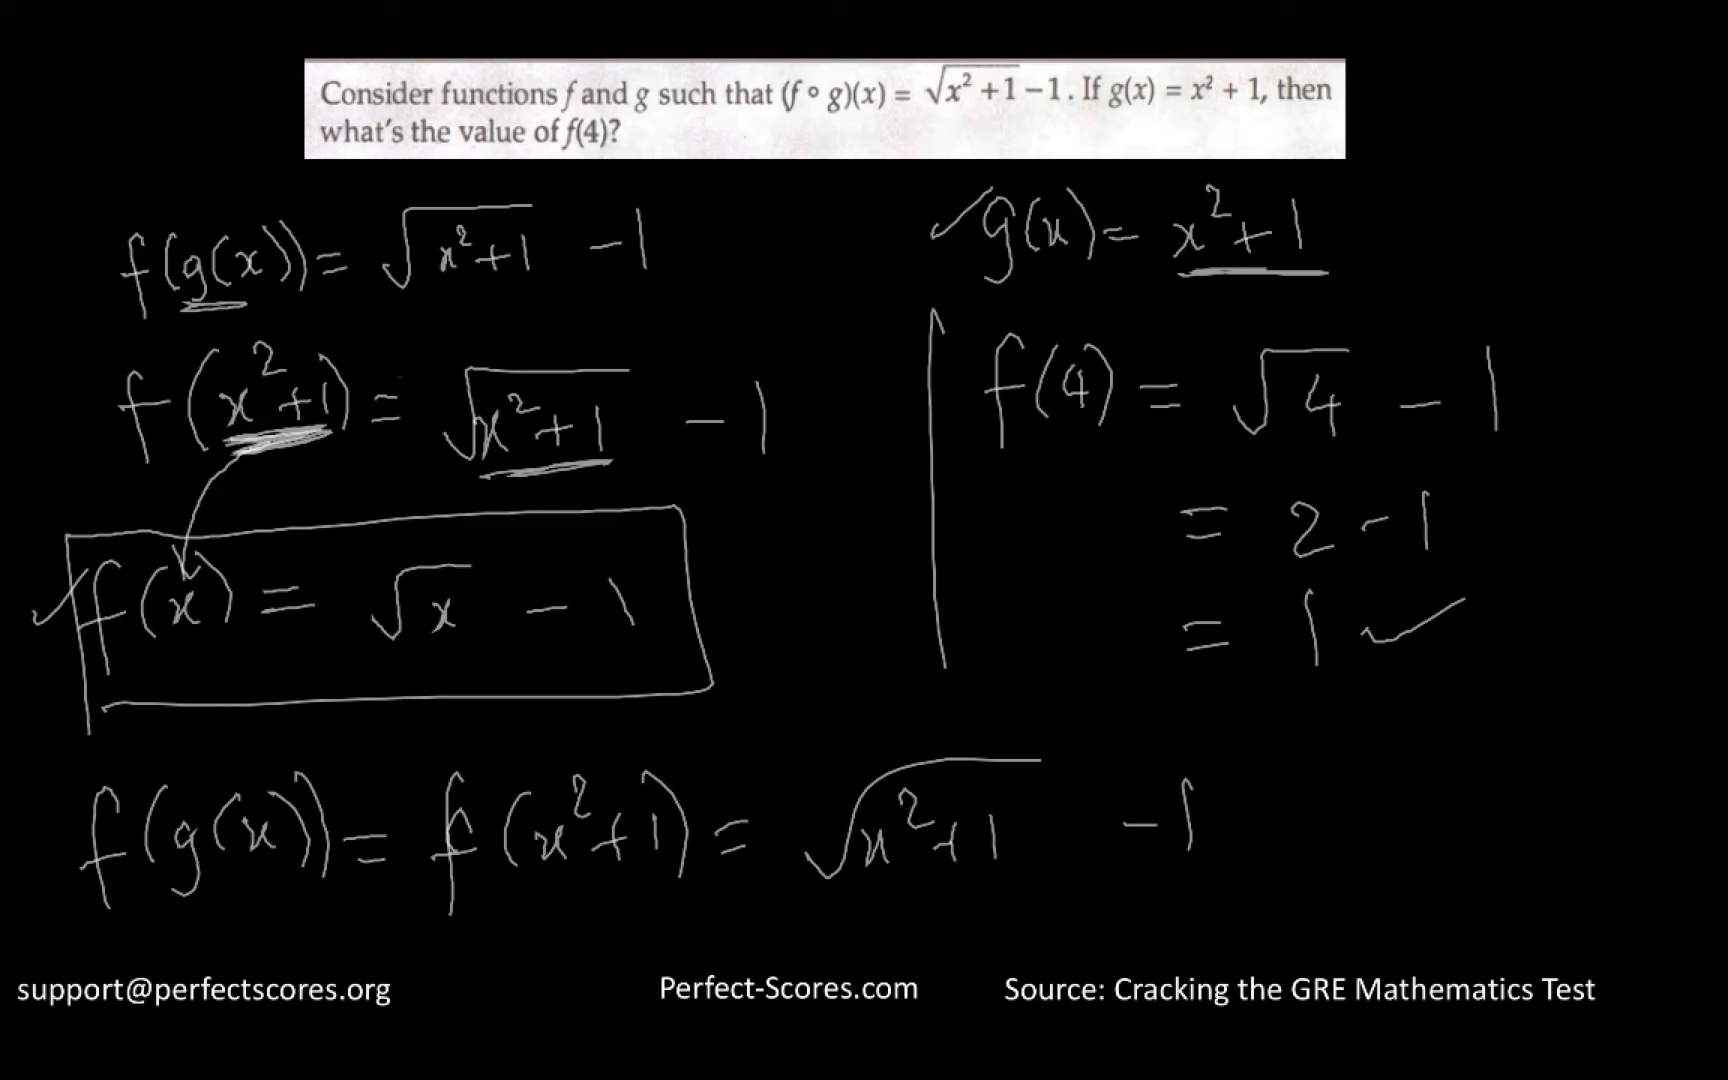 Consider functions f and g such that (f ∘ g)(x) = √(x² + 1) − 1. If g(x) = x² + 1, then
what's the value of f(4)?
f(g(x)) = √(x² + 1) − 1
g(x) = x² + 1
f(x² + 1) = √(x² + 1) − 1
f(x) = √x − 1
f(4) = √4 − 1
= 2 − 1
= 1 ✓
f(g(x)) = f(x² + 1) = √(x² + 1) − 1
support@perfectscores.org
Perfect-Scores.com
Source: Cracking the GRE Mathematics Test